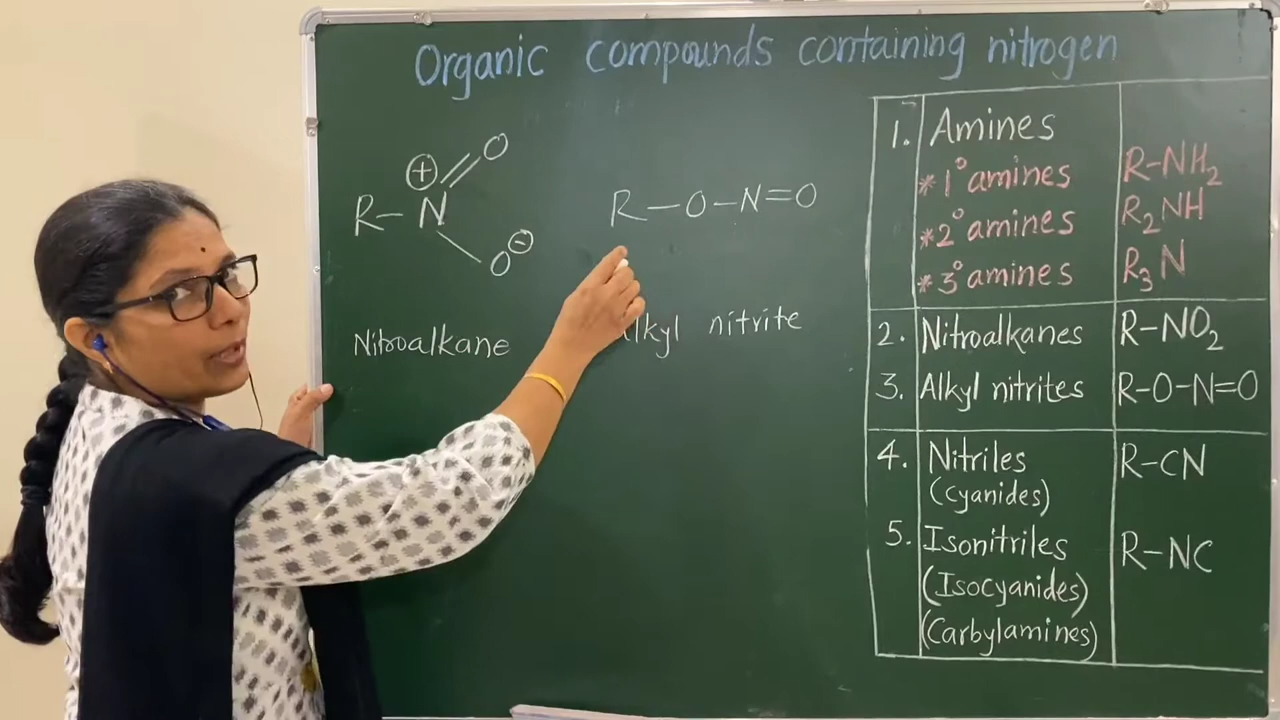 Organic compounds containing nitrogen
⊕ O
R–N=O
O⊖
Nitroalkane
R–O–N=O
alkyl nitrite
1. Amines
*1° amines R–NH₂
*2° amines R₂NH
*3° amines R₃N
2. Nitroalkanes R–NO₂
3. Alkyl nitrites R–O–N=O
4. Nitriles R–CN
(Cyanides)
5. Isonitriles R–NC
(Isocyanides)
(Carbylamines)